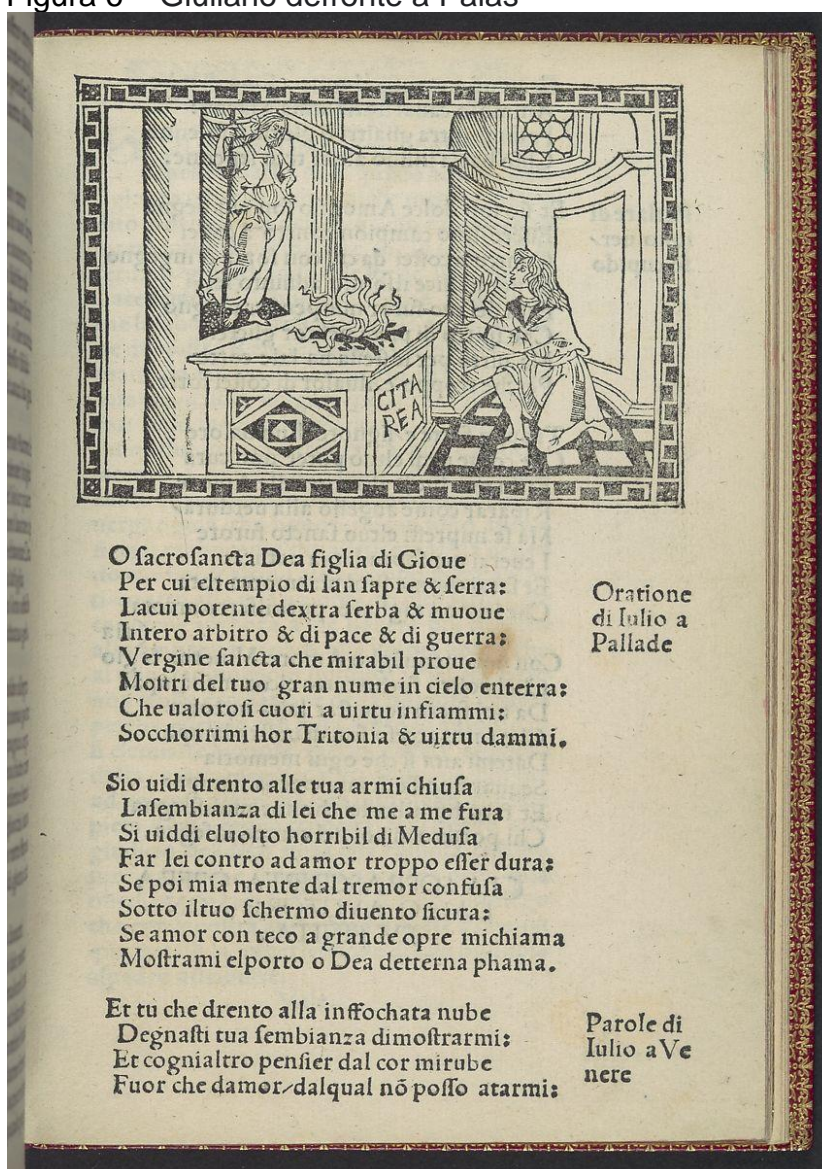 Figura 6 – Giuliano defronte a Palas
CITA
REA
O ſacroſancta Dea figlia di Gioue
Per cui eltempio di Ian ſapre & ſerra:
Lacui potente dextra ſerba & muoue
Intero arbitro & di pace & di guerra:
Vergine ſancta che mirabil proue
Moſtri del tuo gran nume in cielo enterra:
Che ualoroſi cuori a uirtu infiammi:
Socchorrimi hor Tritonia & uirtu dammi.
Oratione
di Iulio a
Pallade
Sio uidi drento alle tua armi chiuſa
Laſembianza di lei che me a me fura
Si uiddi eluolto horribil di Meduſa
Far lei contro ad amor troppo eſſer dura:
Se poi mia mente dal tremor confuſa
Sotto iltuo ſchermo diuento ſicura:
Se amor con teco a grande opre michiama
Moſtrami elporto o Dea detterna phama.
Et tu che drento alla inffochata nube
Degnaſti tua ſembianza dimoſtrarmi:
Et cognialtro penſier dal cor mirube
Fuor che damor/dalqual nō poſſo atarmi:
Parole di
Iulio aVe
nere